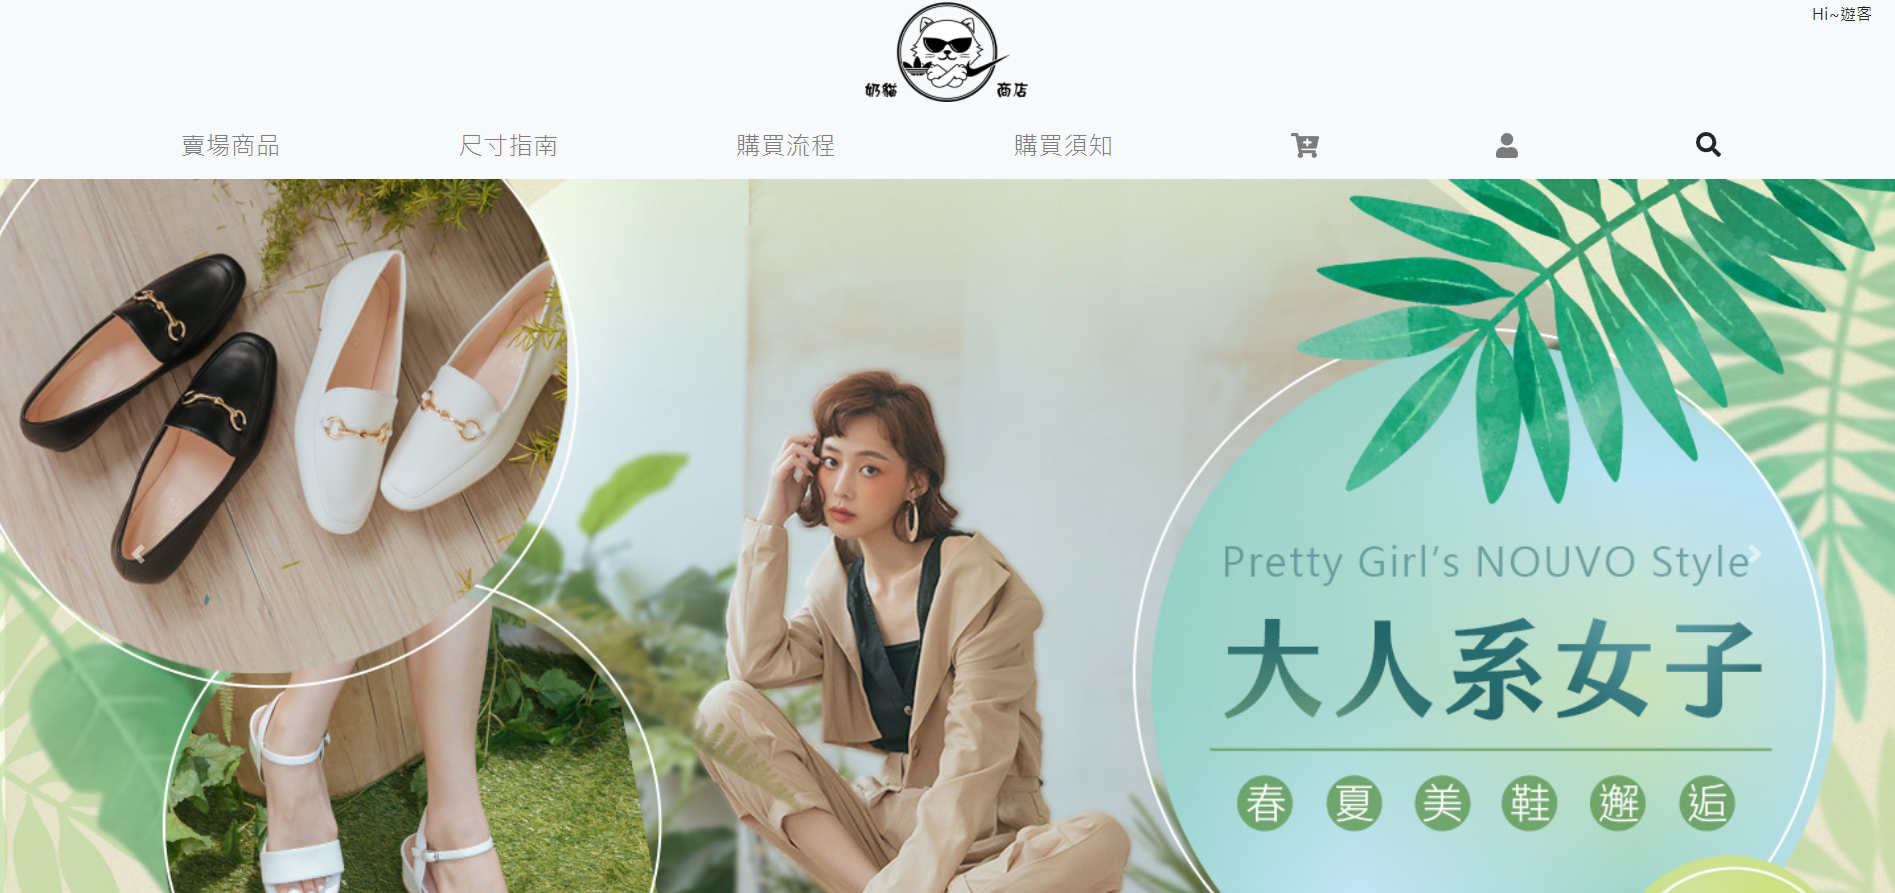 Hi~遊客
奶貓 商店
賣場商品 尺寸指南 購買流程 購買須知
Pretty Girl's NOUVO Style
大人系女子
春夏美鞋邂逅